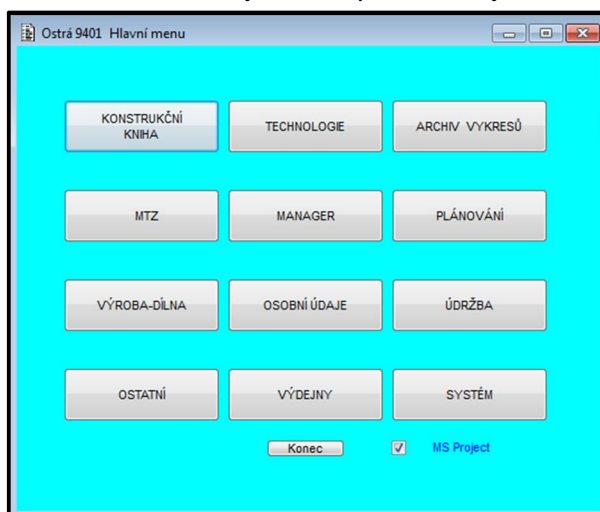 Ostrá 9401 Hlavní menu
KONSTRUKČNÍ
KNIHA
TECHNOLOGIE
ARCHIV VYKRESŮ
MTZ
MANAGER
PLÁNOVÁNÍ
VÝROBA-DÍLNA
OSOBNÍ ÚDAJE
ÚDRŽBA
OSTATNÍ
VÝDEJNY
SYSTÉM
Konec
MS Project